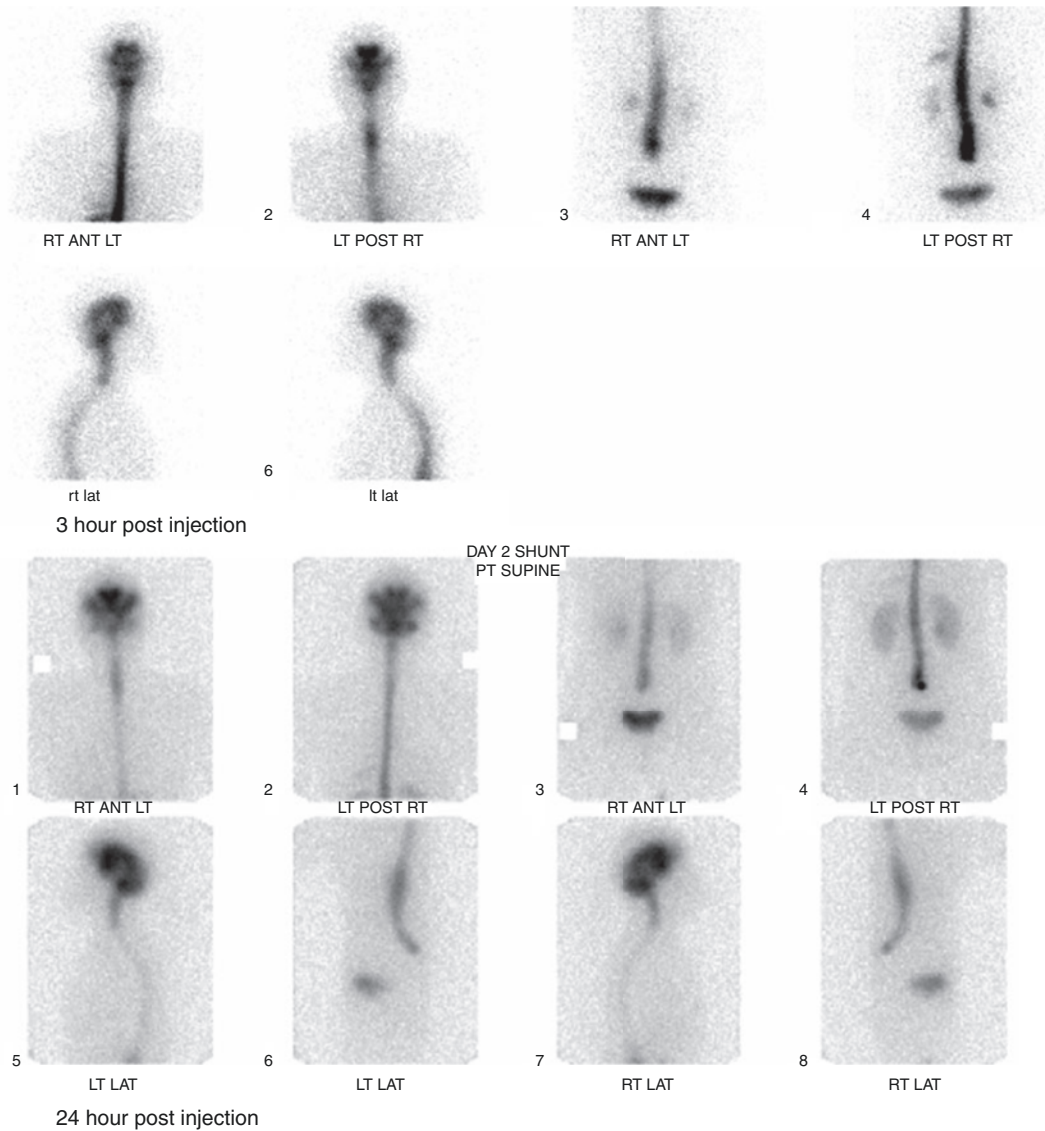 2
3
4
RT ANT LT
LT POST RT
RT ANT LT
LT POST RT
6
rt lat
lt lat
3 hour post injection
DAY 2 SHUNT
PT SUPINE
1
2
3
4
RT ANT LT
LT POST RT
RT ANT LT
LT POST RT
5
6
7
8
LT LAT
LT LAT
RT LAT
RT LAT
24 hour post injection